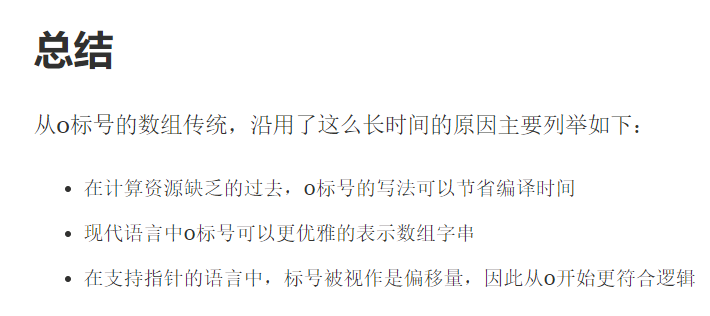 总结
从0标号的数组传统，沿用了这么长时间的原因主要列举如下：
• 在计算资源缺乏的过去，0标号的写法可以节省编译时间
• 现代语言中0标号可以更优雅的表示数组字串
• 在支持指针的语言中，标号被视作是偏移量，因此从0开始更符合逻辑